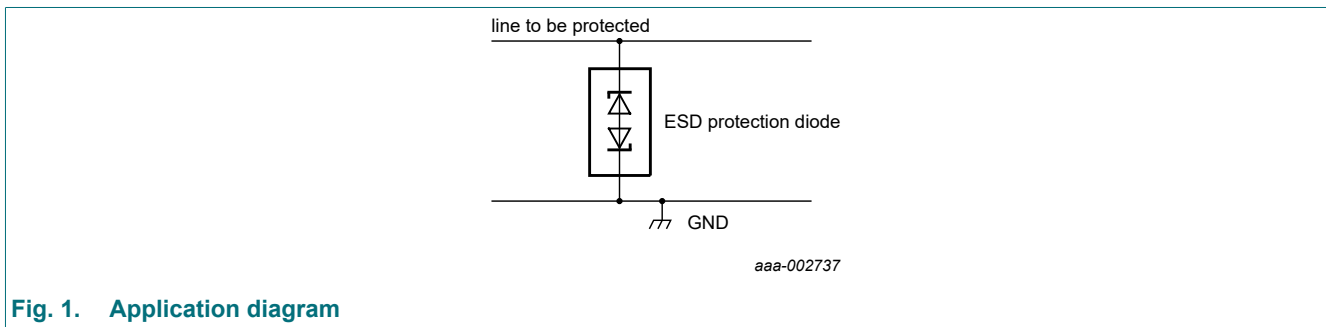 line to be protected
ESD protection diode
GND
aaa-002737
Fig. 1. Application diagram